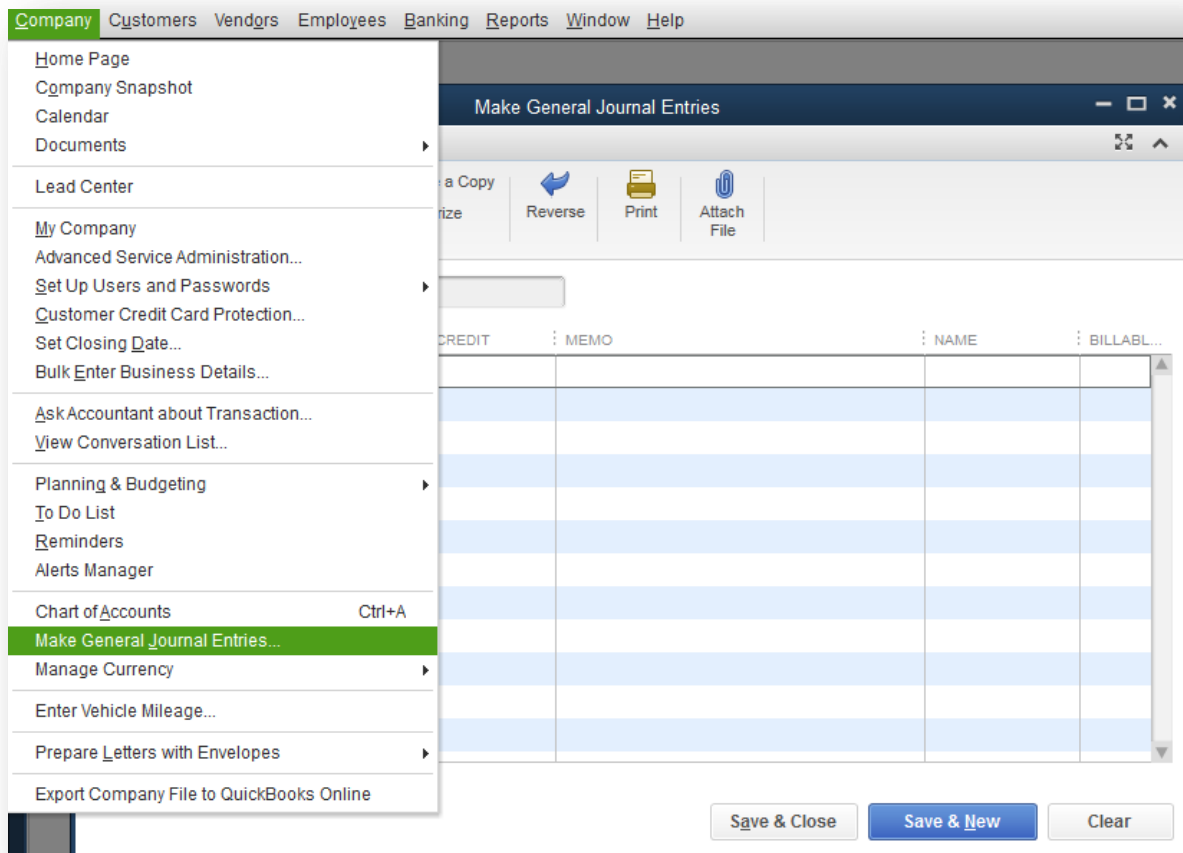 Company Customers Vendors Employees Banking Reports Window Help
Home Page
Company Snapshot
Calendar
Documents
Lead Center
My Company
Advanced Service Administration...
Set Up Users and Passwords
Customer Credit Card Protection...
Set Closing Date...
Bulk Enter Business Details...
Ask Accountant about Transaction...
View Conversation List...
Planning & Budgeting
To Do List
Reminders
Alerts Manager
Chart of Accounts Ctrl+A
Make General Journal Entries...
Manage Currency
Enter Vehicle Mileage...
Prepare Letters with Envelopes
Export Company File to QuickBooks Online
Make General Journal Entries
a Copy
rize
Reverse
Print
Attach
File
CREDIT MEMO NAME BILLABL...
Save & Close Save & New Clear